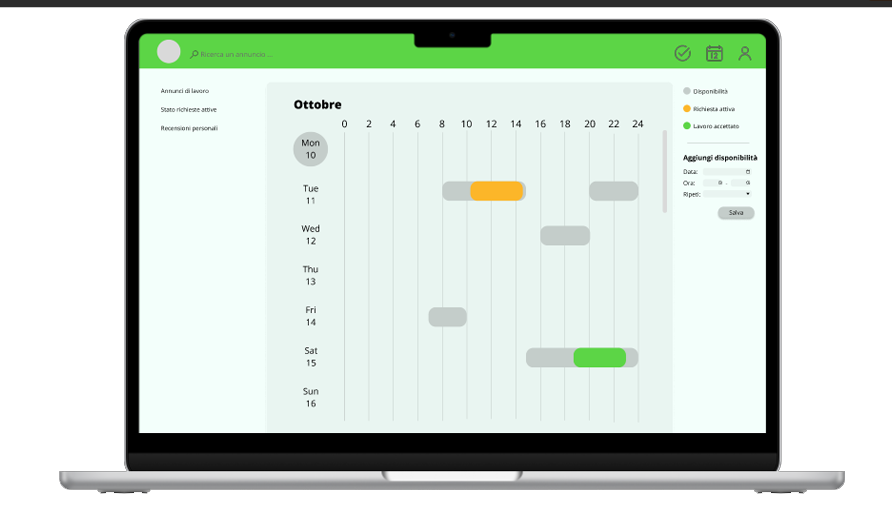 Ricerca un annuncio...
12
Annunci di lavoro
Stato richieste attive
Recensioni personali
Ottobre
0 2 4 6 8 10 12 14 16 18 20 22 24
Mon
10
Tue
11
Wed
12
Thu
13
Fri
14
Sat
15
Sun
16
Disponibilità
Richiesta attiva
Lavoro accettato
Aggiungi disponibilità
Data:
Ora: -
Ripeti:
Salva